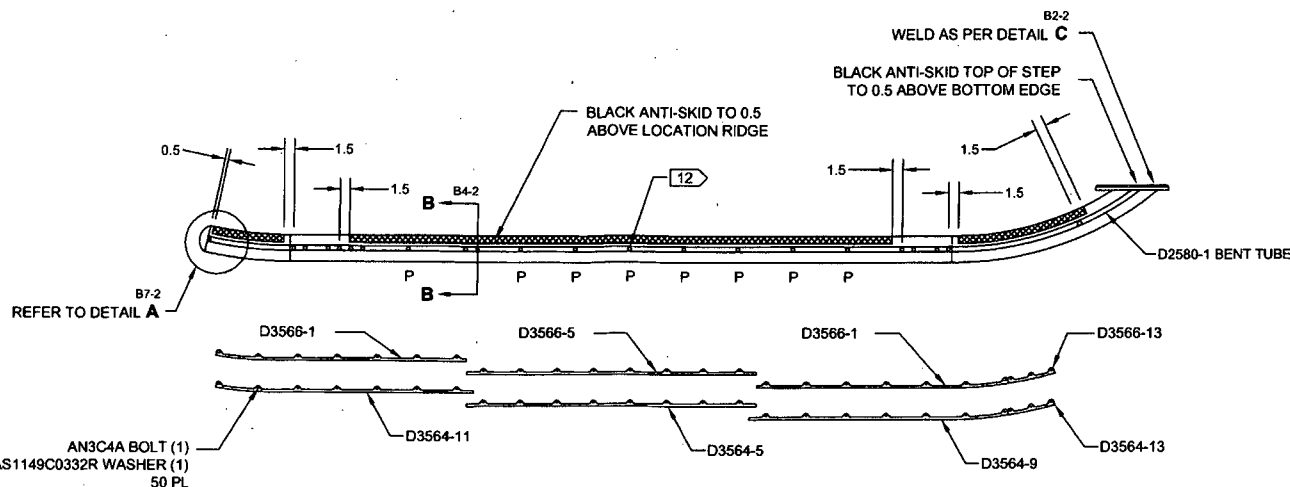 B2-2
WELD AS PER DETAIL C
BLACK ANTI-SKID TOP OF STEP
TO 0.5 ABOVE BOTTOM EDGE
BLACK ANTI-SKID TO 0.5
ABOVE LOCATION RIDGE
0.5
1.5
1.5
12
1.5
1.5
1.5
B
B4-2
D2580-1 BENT TUBE
P P P P P P P P
B
B7-2
REFER TO DETAIL A
D3566-1
D3566-5
D3566-1
D3566-13
D3564-11
D3564-5
D3564-9
D3564-13
AN3C4A BOLT (1)
AS1149C0332R WASHER (1)
50 PL